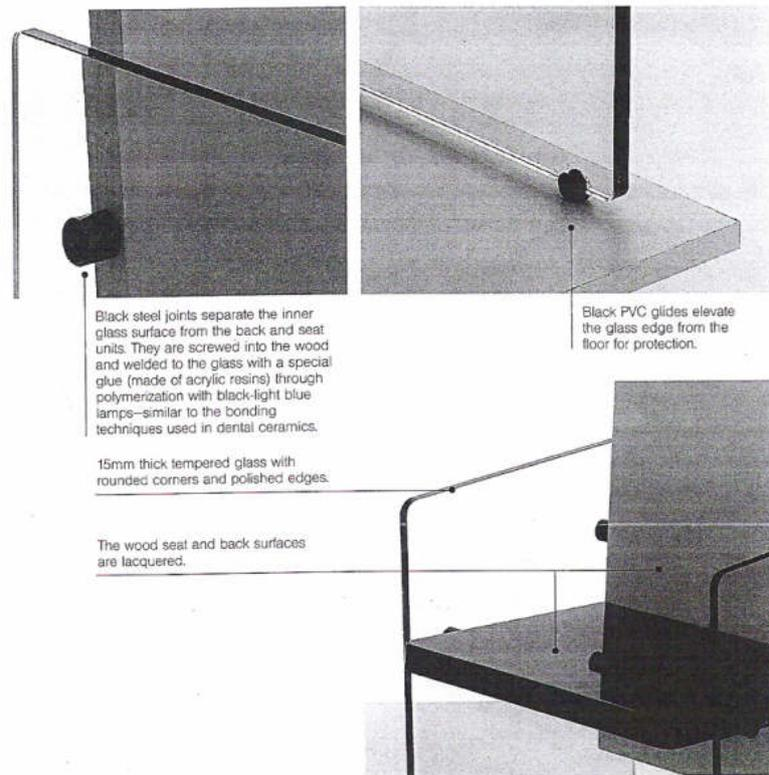 Black steel joints separate the inner
glass surface from the back and seat
units. They are screwed into the wood
and welded to the glass with a special
glue (made of acrylic resins) through
polymerization with black-light blue
lamps—similar to the bonding
techniques used in dental ceramics.
Black PVC glides elevate
the glass edge from the
floor for protection.
15mm thick tempered glass with
rounded corners and polished edges.
The wood seat and back surfaces
are lacquered.